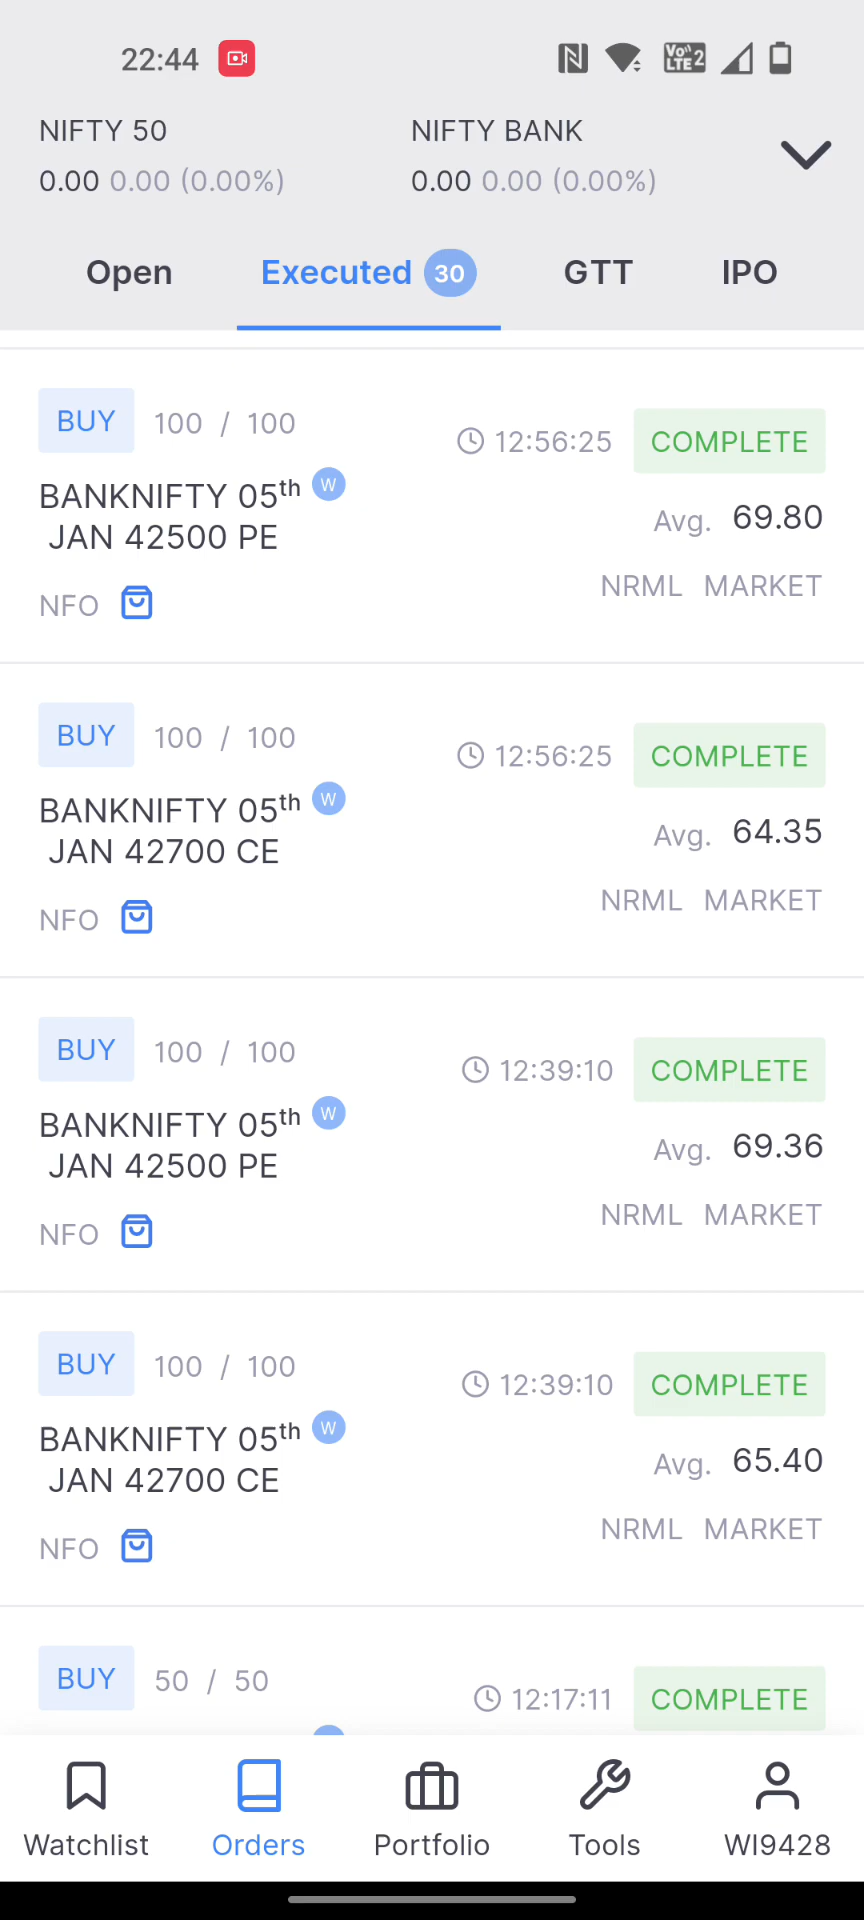 22:44
VoLTE 2
NIFTY 50
NIFTY BANK
0.00 0.00 (0.00%)
0.00 0.00 (0.00%)
Open
Executed 30
GTT
IPO
BUY 100 / 100
12:56:25 COMPLETE
BANKNIFTY 05th W
JAN 42500 PE
Avg. 69.80
NFO
NRML MARKET
BUY 100 / 100
12:56:25 COMPLETE
BANKNIFTY 05th W
JAN 42700 CE
Avg. 64.35
NFO
NRML MARKET
BUY 100 / 100
12:39:10 COMPLETE
BANKNIFTY 05th W
JAN 42500 PE
Avg. 69.36
NFO
NRML MARKET
BUY 100 / 100
12:39:10 COMPLETE
BANKNIFTY 05th W
JAN 42700 CE
Avg. 65.40
NFO
NRML MARKET
BUY 50 / 50
12:17:11 COMPLETE
Watchlist
Orders
Portfolio
Tools
WI9428